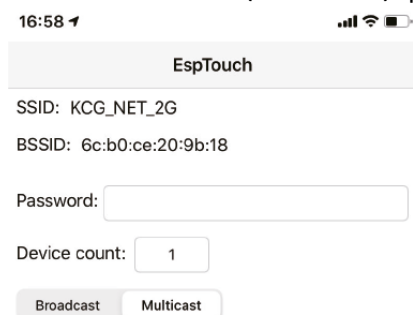 16:58
EspTouch
SSID: KCG_NET_2G
BSSID: 6c:b0:ce:20:9b:18
Password:
Device count: 1
Broadcast Multicast